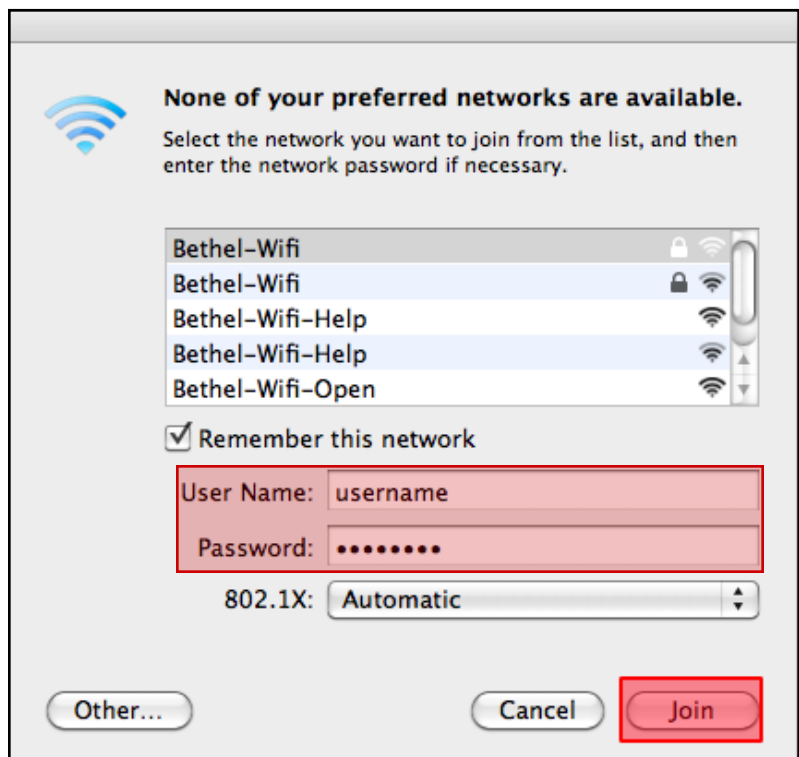 None of your preferred networks are available.
Select the network you want to join from the list, and then
enter the network password if necessary.
Bethel-Wifi
Bethel-Wifi
Bethel-Wifi-Help
Bethel-Wifi-Help
Bethel-Wifi-Open
Remember this network
User Name: username
Password: ••••••••
802.1X: Automatic
Other... Cancel Join